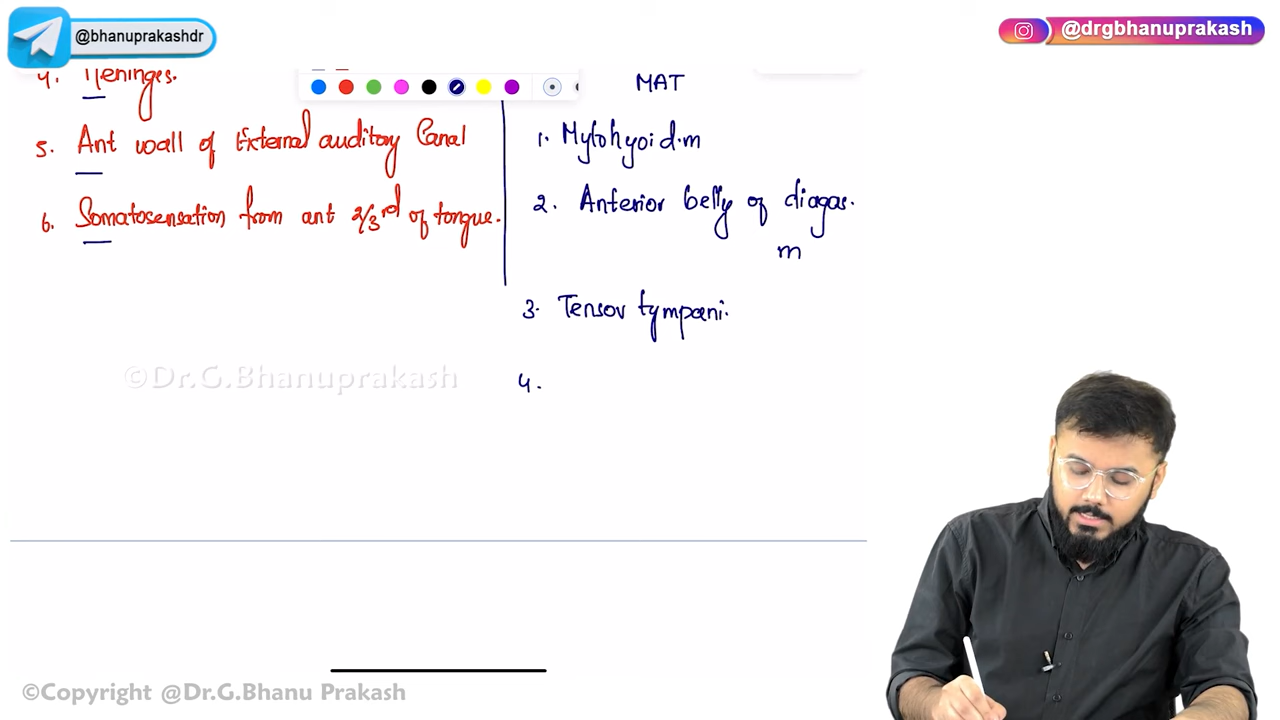 @bhanuprakashdr
@drgbhanuprakash
4. Meninges.
5. Ant wall of External auditory Canal
6. Somatosensation from ant 2/3rd of tongue.
MAT
1. Mylohyoid.m
2. Anterior belly of diagas.
m
3. Tensor tympani.
4.
©Dr.G.Bhanuprakash
©Copyright @Dr.G.Bhanu Prakash